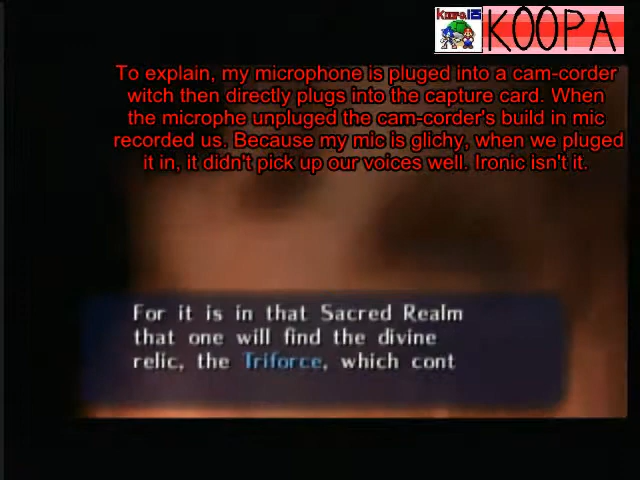 KOOPA
To explain, my microphone is pluged into a cam-corder
witch then directly plugs into the capture card. When
the microphe unpluged the cam-corder's build in mic
recorded us. Because my mic is glichy, when we pluged
it in, it didn't pick up our voices well. Ironic isn't it.
For it is in that Sacred Realm
that one will find the divine
relic, the Triforce, which cont